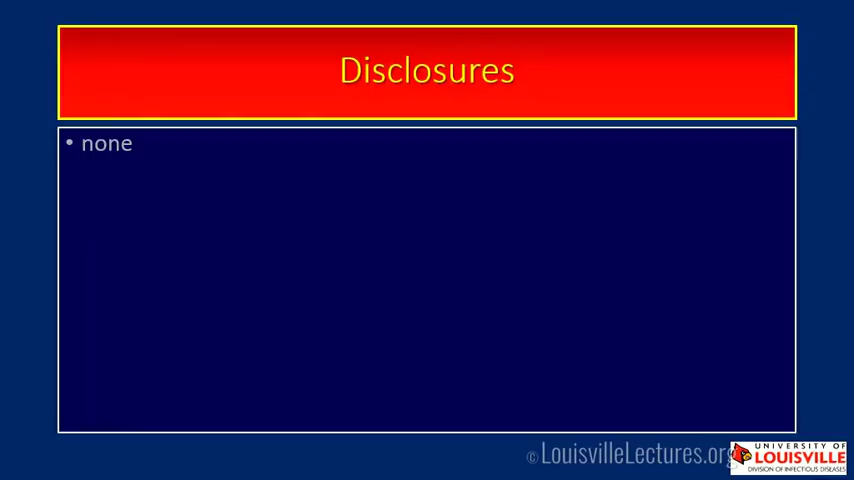 Disclosures
• none
© LouisvilleLectures.org
UNIVERSITY OF
LOUISVILLE
DIVISION OF INFECTIOUS DISEASES